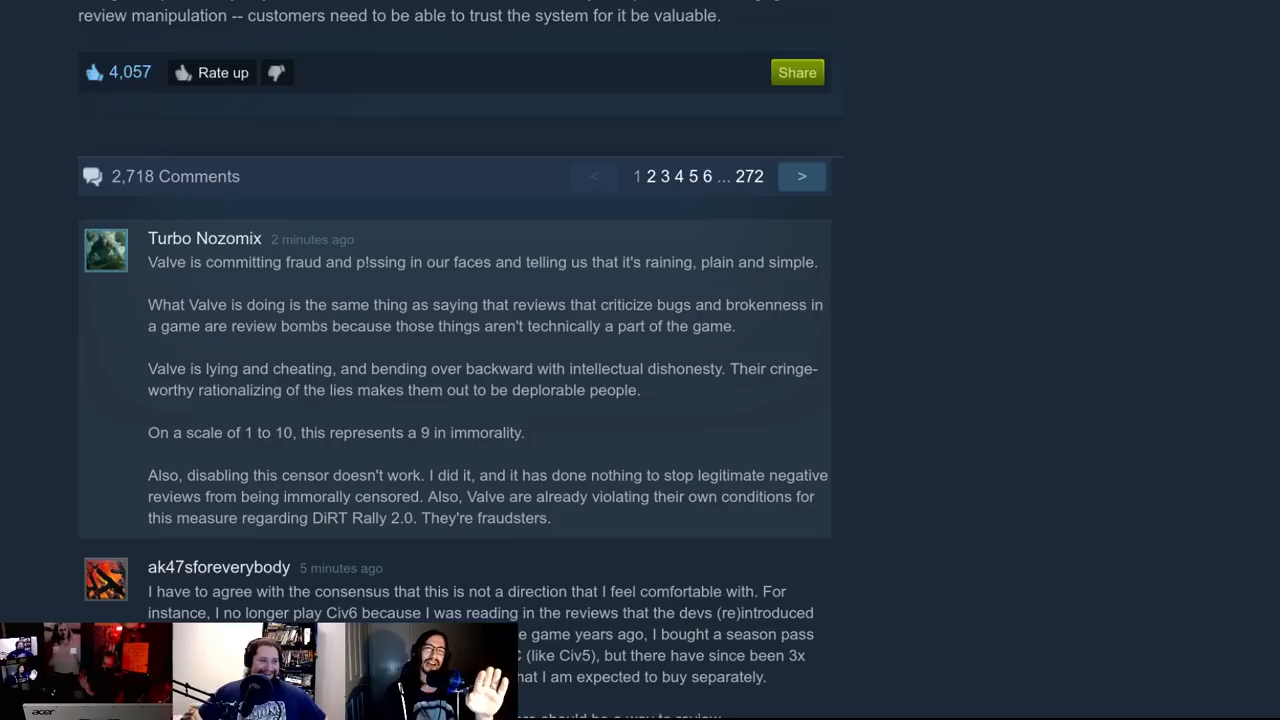 review manipulation -- customers need to be able to trust the system for it be valuable.
4,057 Rate up Share
2,718 Comments < 1 2 3 4 5 6 ... 272 >
Turbo Nozomix 2 minutes ago
Valve is committing fraud and p!ssing in our faces and telling us that it's raining, plain and simple.
What Valve is doing is the same thing as saying that reviews that criticize bugs and brokenness in
a game are review bombs because those things aren't technically a part of the game.
Valve is lying and cheating, and bending over backward with intellectual dishonesty. Their cringe-
worthy rationalizing of the lies makes them out to be deplorable people.
On a scale of 1 to 10, this represents a 9 in immorality.
Also, disabling this censor doesn't work. I did it, and it has done nothing to stop legitimate negative
reviews from being immorally censored. Also, Valve are already violating their own conditions for
this measure regarding DiRT Rally 2.0. They're fraudsters.
ak47sforeverybody 5 minutes ago
I have to agree with the consensus that this is not a direction that I feel comfortable with. For
instance, I no longer play Civ6 because I was reading in the reviews that the devs (re)introduced
e game years ago, I bought a season pass
(like Civ5), but there have since been 3x
at I am expected to buy separately.
acer